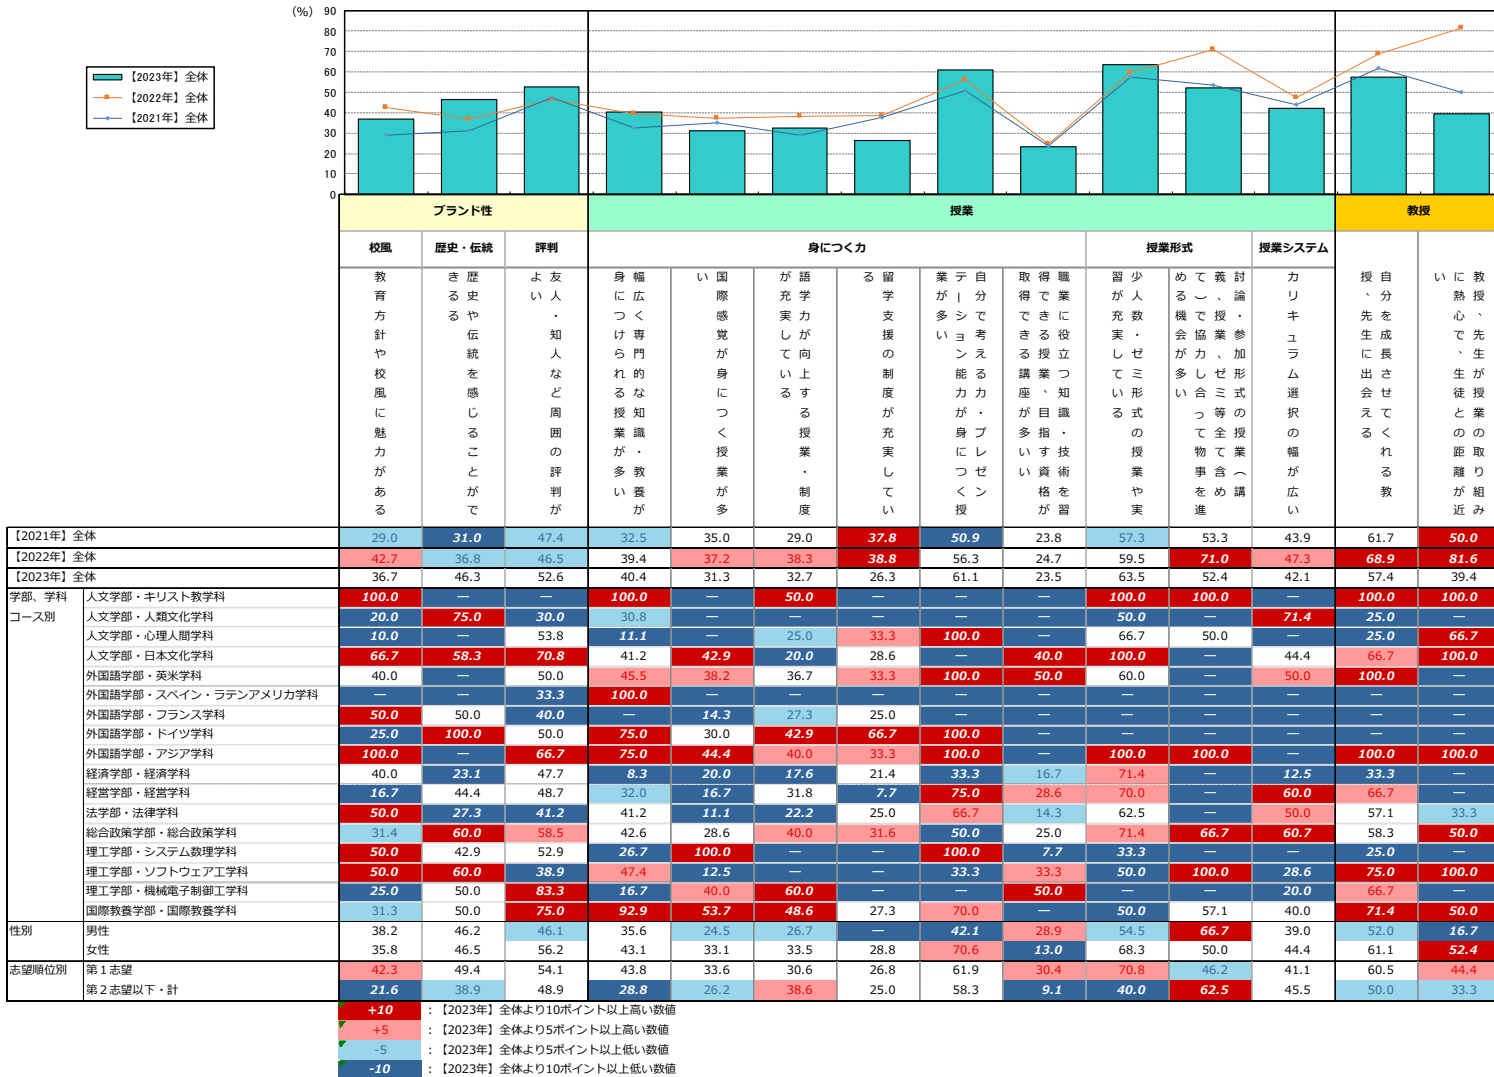 (%) 90
80
70
60
50
40
30
20
10
0
【2023年】全体
【2022年】全体
【2021年】全体
ブランド性 授業 教授
校風 歴史・伝統 評判 身につく力 授業形式 授業システム
教育方針や校風に魅力がある
歴史や伝統を感じることができる
友人・知人など周囲の評判がよい
幅広く専門的な知識・教養が身につけられる授業が多い
国際感覚が身につく授業が多い
語学力が向上する授業・制度が充実している
留学支援の制度が充実している
自分で考える力・プレゼンテーション能力が身につく授業が多い
職業に役立つ知識・技術を習得できる授業、目指す資格が取得できる講座が多いい
少人数・ゼミ形式の授業や実習が充実している
討論・参加形式の授業（講義、授業、ゼミ等全て含めて）で協力し合って物事を進める機会が多い
カリキュラム選択の幅が広い
自分を成長させてくれる教授、先生に出会える
教授、先生が授業の取り組みに熱心で、生徒との距離が近い
【2021年】全体 29.0 31.0 47.4 32.5 35.0 29.0 37.8 50.9 23.8 57.3 53.3 43.9 61.7 50.0
【2022年】全体 42.7 36.8 46.5 39.4 37.2 38.3 38.8 56.3 24.7 59.5 71.0 47.3 68.9 81.6
【2023年】全体 36.7 46.3 52.6 40.4 31.3 32.7 26.3 61.1 23.5 63.5 52.4 42.1 57.4 39.4
学部、学科 人文学部・キリスト教学科 100.0 — — 100.0 — 50.0 — — — 100.0 100.0 — 100.0 100.0
コース別 人文学部・人類文化学科 20.0 75.0 30.0 30.8 — — — — — 50.0 — 71.4 25.0 —
人文学部・心理人間学科 10.0 — 53.8 11.1 — 25.0 33.3 100.0 — 66.7 50.0 — 25.0 66.7
人文学部・日本文化学科 66.7 58.3 70.8 41.2 42.9 20.0 28.6 — 40.0 100.0 — 44.4 66.7 100.0
外国語学部・英米学科 40.0 — 50.0 45.5 38.2 36.7 33.3 100.0 50.0 60.0 — 50.0 100.0 —
外国語学部・スペイン・ラテンアメリカ学科 — — 33.3 100.0 — — — — — — — — — —
外国語学部・フランス学科 50.0 50.0 40.0 — 14.3 27.3 25.0 — — — — — — —
外国語学部・ドイツ学科 25.0 100.0 50.0 75.0 30.0 42.9 66.7 100.0 — — — — — —
外国語学部・アジア学科 100.0 — 66.7 75.0 44.4 40.0 33.3 100.0 — 100.0 100.0 — 100.0 100.0
経済学部・経済学科 40.0 23.1 47.7 8.3 20.0 17.6 21.4 33.3 16.7 71.4 — 12.5 33.3 —
経営学部・経営学科 16.7 44.4 48.7 32.0 16.7 31.8 7.7 75.0 28.6 70.0 — 60.0 66.7 —
法学部・法律学科 50.0 27.3 41.2 41.2 11.1 22.2 25.0 66.7 14.3 62.5 — 50.0 57.1 33.3
総合政策学部・総合政策学科 31.4 60.0 58.5 42.6 28.6 40.0 31.6 50.0 25.0 71.4 66.7 60.7 58.3 50.0
理工学部・システム数理学科 50.0 42.9 52.9 26.7 100.0 — — 100.0 7.7 33.3 — — 25.0 —
理工学部・ソフトウェア工学科 50.0 60.0 38.9 47.4 12.5 — — 33.3 33.3 50.0 100.0 28.6 75.0 100.0
理工学部・機械電子制御工学科 25.0 50.0 83.3 16.7 40.0 60.0 — — 50.0 — — 20.0 66.7 —
国際教養学部・国際教養学科 31.3 50.0 75.0 92.9 53.7 48.6 27.3 70.0 — 50.0 57.1 40.0 71.4 50.0
性別 男性 38.2 46.2 46.1 35.6 24.5 26.7 — 42.1 28.9 54.5 66.7 39.0 52.0 16.7
女性 35.8 46.5 56.2 43.1 33.1 33.5 28.8 70.6 13.0 68.3 50.0 44.4 61.1 52.4
志望順位別 第１志望 42.3 49.4 54.1 43.8 33.6 30.6 26.8 61.9 30.4 70.8 46.2 41.1 60.5 44.4
第２志望以下・計 21.6 38.9 48.9 28.8 26.2 38.6 25.0 58.3 9.1 40.0 62.5 45.5 50.0 33.3
+10 ：【2023年】全体より10ポイント以上高い数値
+5 ：【2023年】全体より5ポイント以上高い数値
-5 ：【2023年】全体より5ポイント以上低い数値
-10 ：【2023年】全体より10ポイント以上低い数値